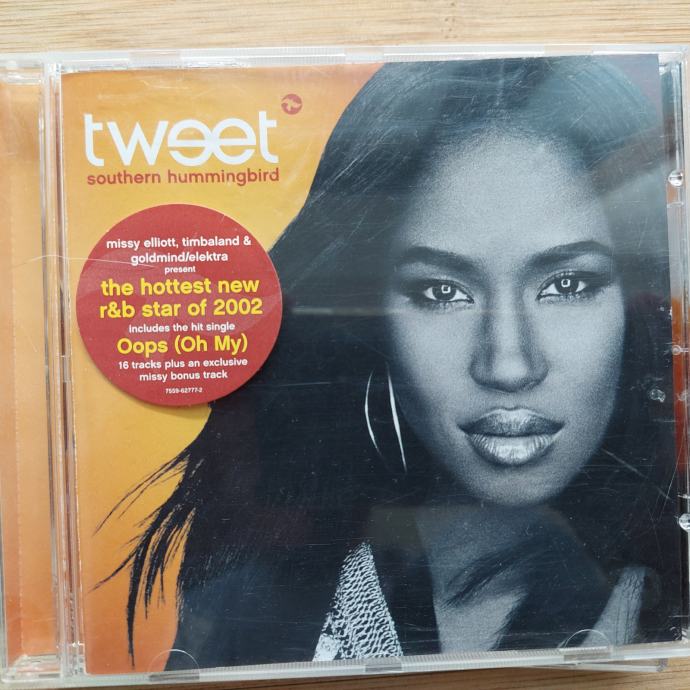 tweet
southern hummingbird
missy elliott, timbaland &
goldmind/elektra
present
the hottest new
r&b star of 2002
includes the hit single
Oops (Oh My)
16 tracks plus an exclusive
missy bonus track
7559-62777-2